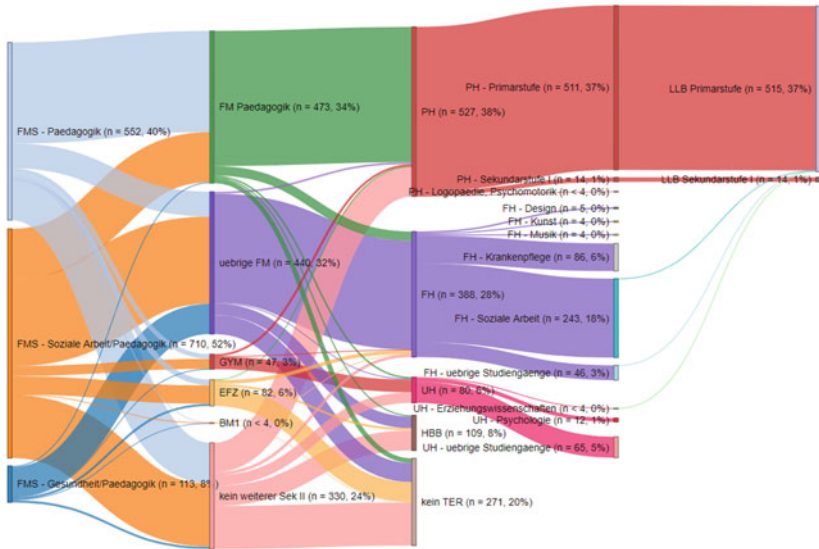 FMS - Paedagogik (n = 552, 40%)
FMS - Soziale Arbeit/Paedagogik (n = 710, 52%)
FMS - Gesundheit/Paedagogik (n = 113, 8%)
FM Paedagogik (n = 473, 34%)
uebrige FM (n = 440, 32%)
GYM (n = 47, 3%)
EFZ (n = 82, 6%)
BM1 (n < 4, 0%)
kein weiterer Sek II (n = 330, 24%)
PH (n = 527, 38%)
FH (n = 388, 28%)
UH (n = 80, 6%)
HBB (n = 109, 8%)
kein TER (n = 271, 20%)
PH - Primarstufe (n = 511, 37%)
PH - Sekundarstufe I (n = 14, 1%)
PH - Logopaedie, Psychomotorik (n < 4, 0%)
FH - Design (n = 5, 0%)
FH - Kunst (n = 4, 0%)
FH - Musik (n = 4, 0%)
FH - Krankenpflege (n = 86, 6%)
FH - Soziale Arbeit (n = 243, 18%)
FH - uebrige Studiengaenge (n = 46, 3%)
UH - Erziehungswissenschaften (n < 4, 0%)
UH - Psychologie (n = 12, 1%)
UH - uebrige Studiengaenge (n = 65, 5%)
LLB Primarstufe (n = 515, 37%)
LLB Sekundarstufe I (n = 14, 1%)